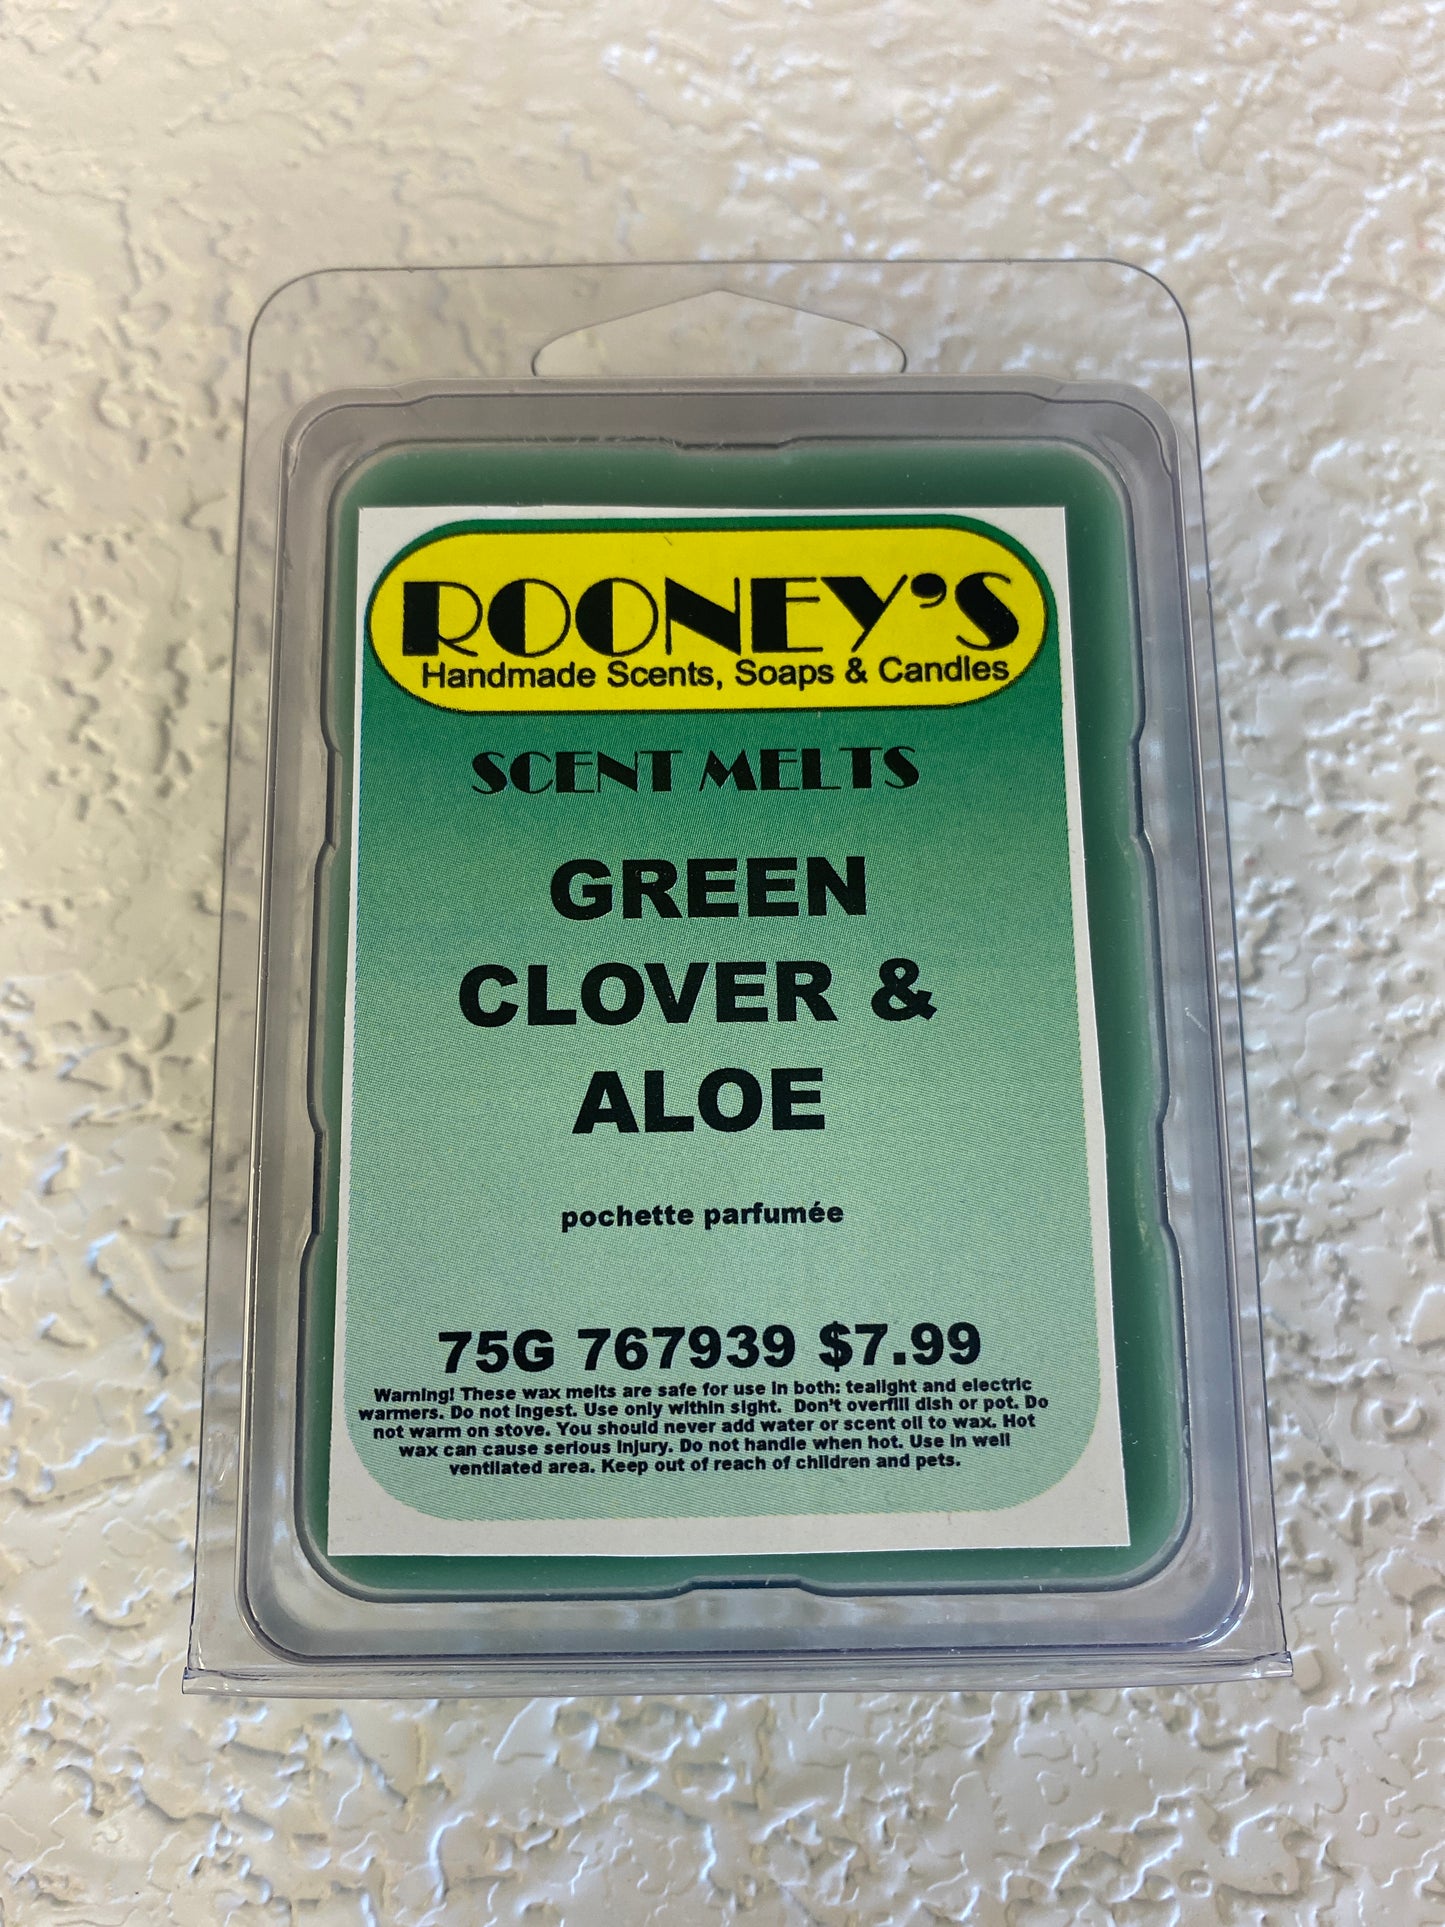 ROONEY'S
Handmade Scents, Soaps & Candles
SCENT MELTS
GREEN
CLOVER &
ALOE
pochette parfumée
75G 767939 $7.99
Warning! These wax melts are safe for use in both: tealight and electric
warmers. Do not ingest. Use only within sight. Don't overfill dish or pot. Do
not warm on stove. You should never add water or scent oil to wax. Hot
wax can cause serious injury. Do not handle when hot. Use in well
ventilated area. Keep out of reach of children and pets.